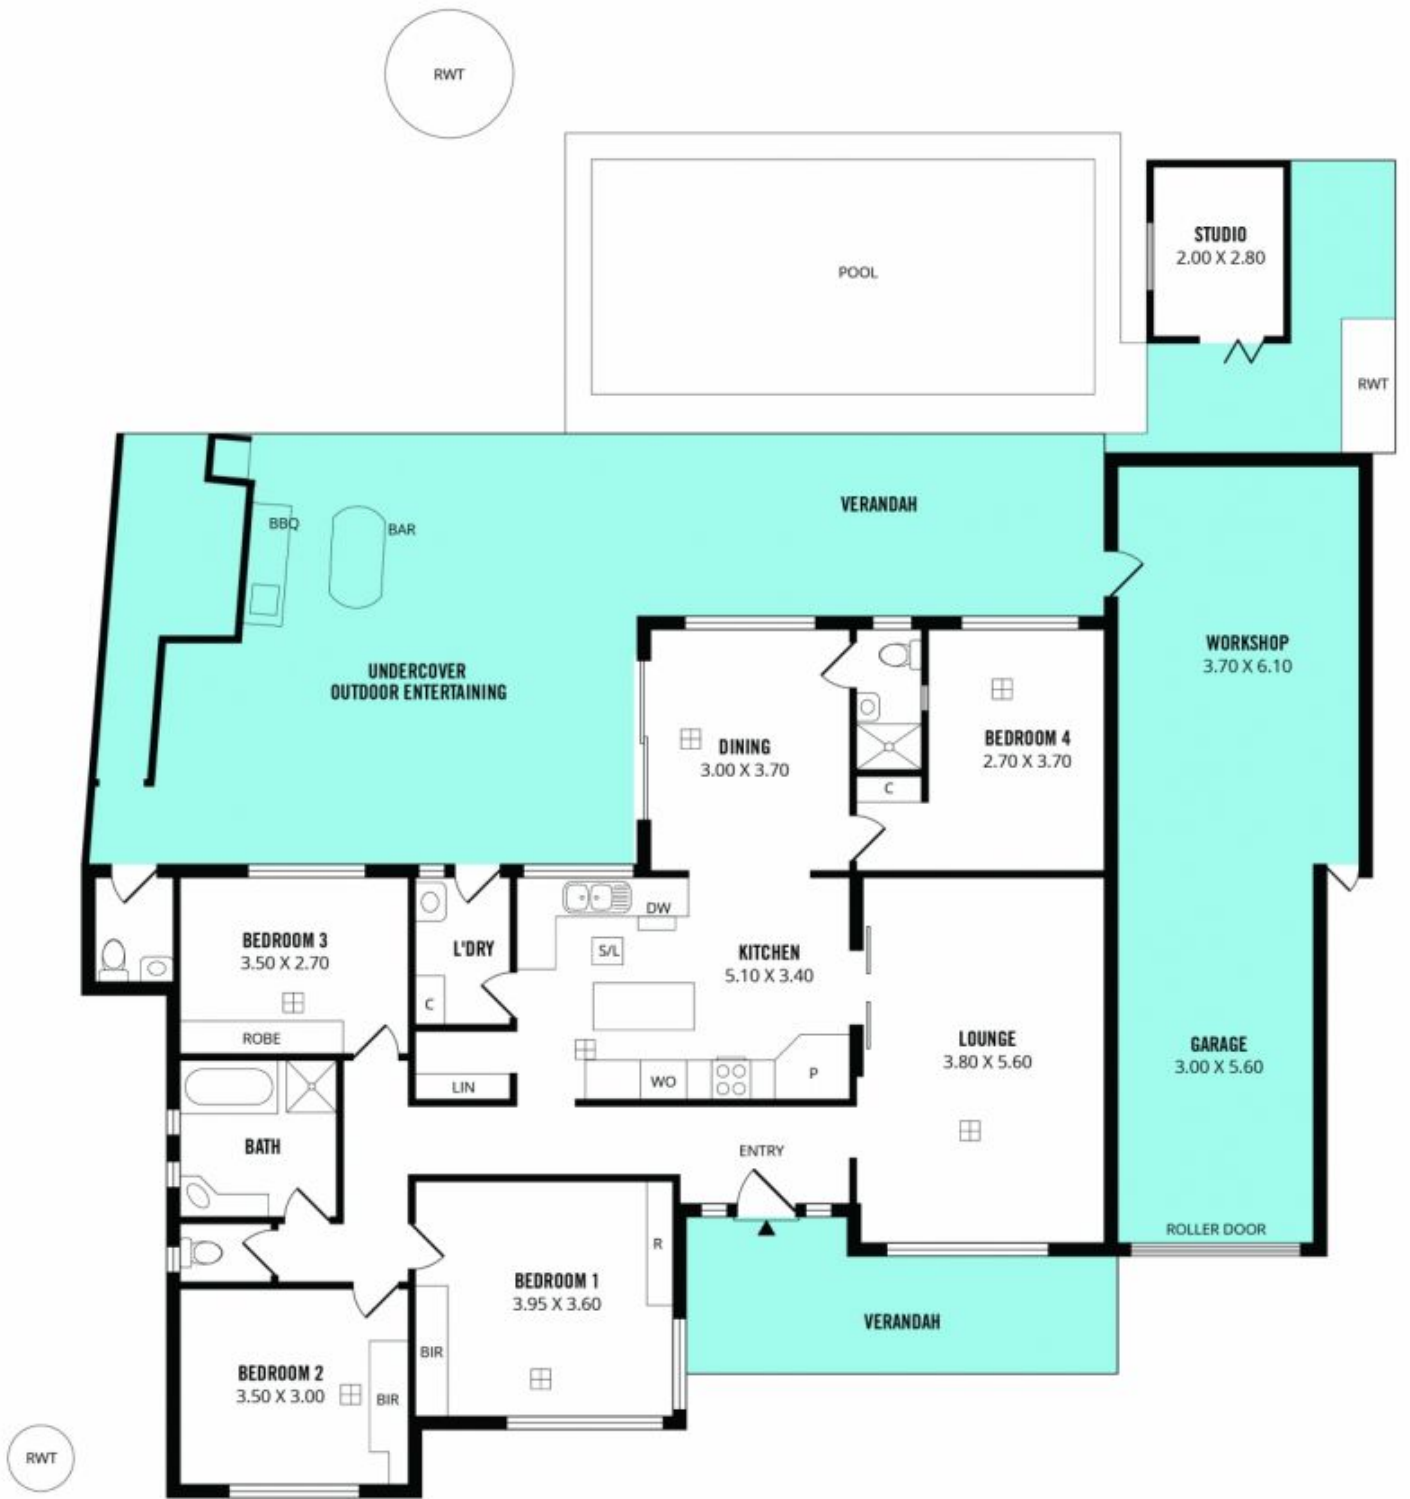 RWT
STUDIO
2.00 X 2.80
POOL
RWT
VERANDAH
BBQ
BAR
WORKSHOP
3.70 X 6.10
UNDERCOVER
OUTDOOR ENTERTAINING
DINING
3.00 X 3.70
BEDROOM 4
2.70 X 3.70
C
DW
BEDROOM 3
3.50 X 2.70
L'DRY
S/L
KITCHEN
5.10 X 3.40
C
ROBE
LOUNGE
3.80 X 5.60
GARAGE
3.00 X 5.60
LIN
WO
P
BATH
ENTRY
ROLLER DOOR
R
BEDROOM 1
3.95 X 3.60
VERANDAH
BIR
BEDROOM 2
3.50 X 3.00
BIR
RWT